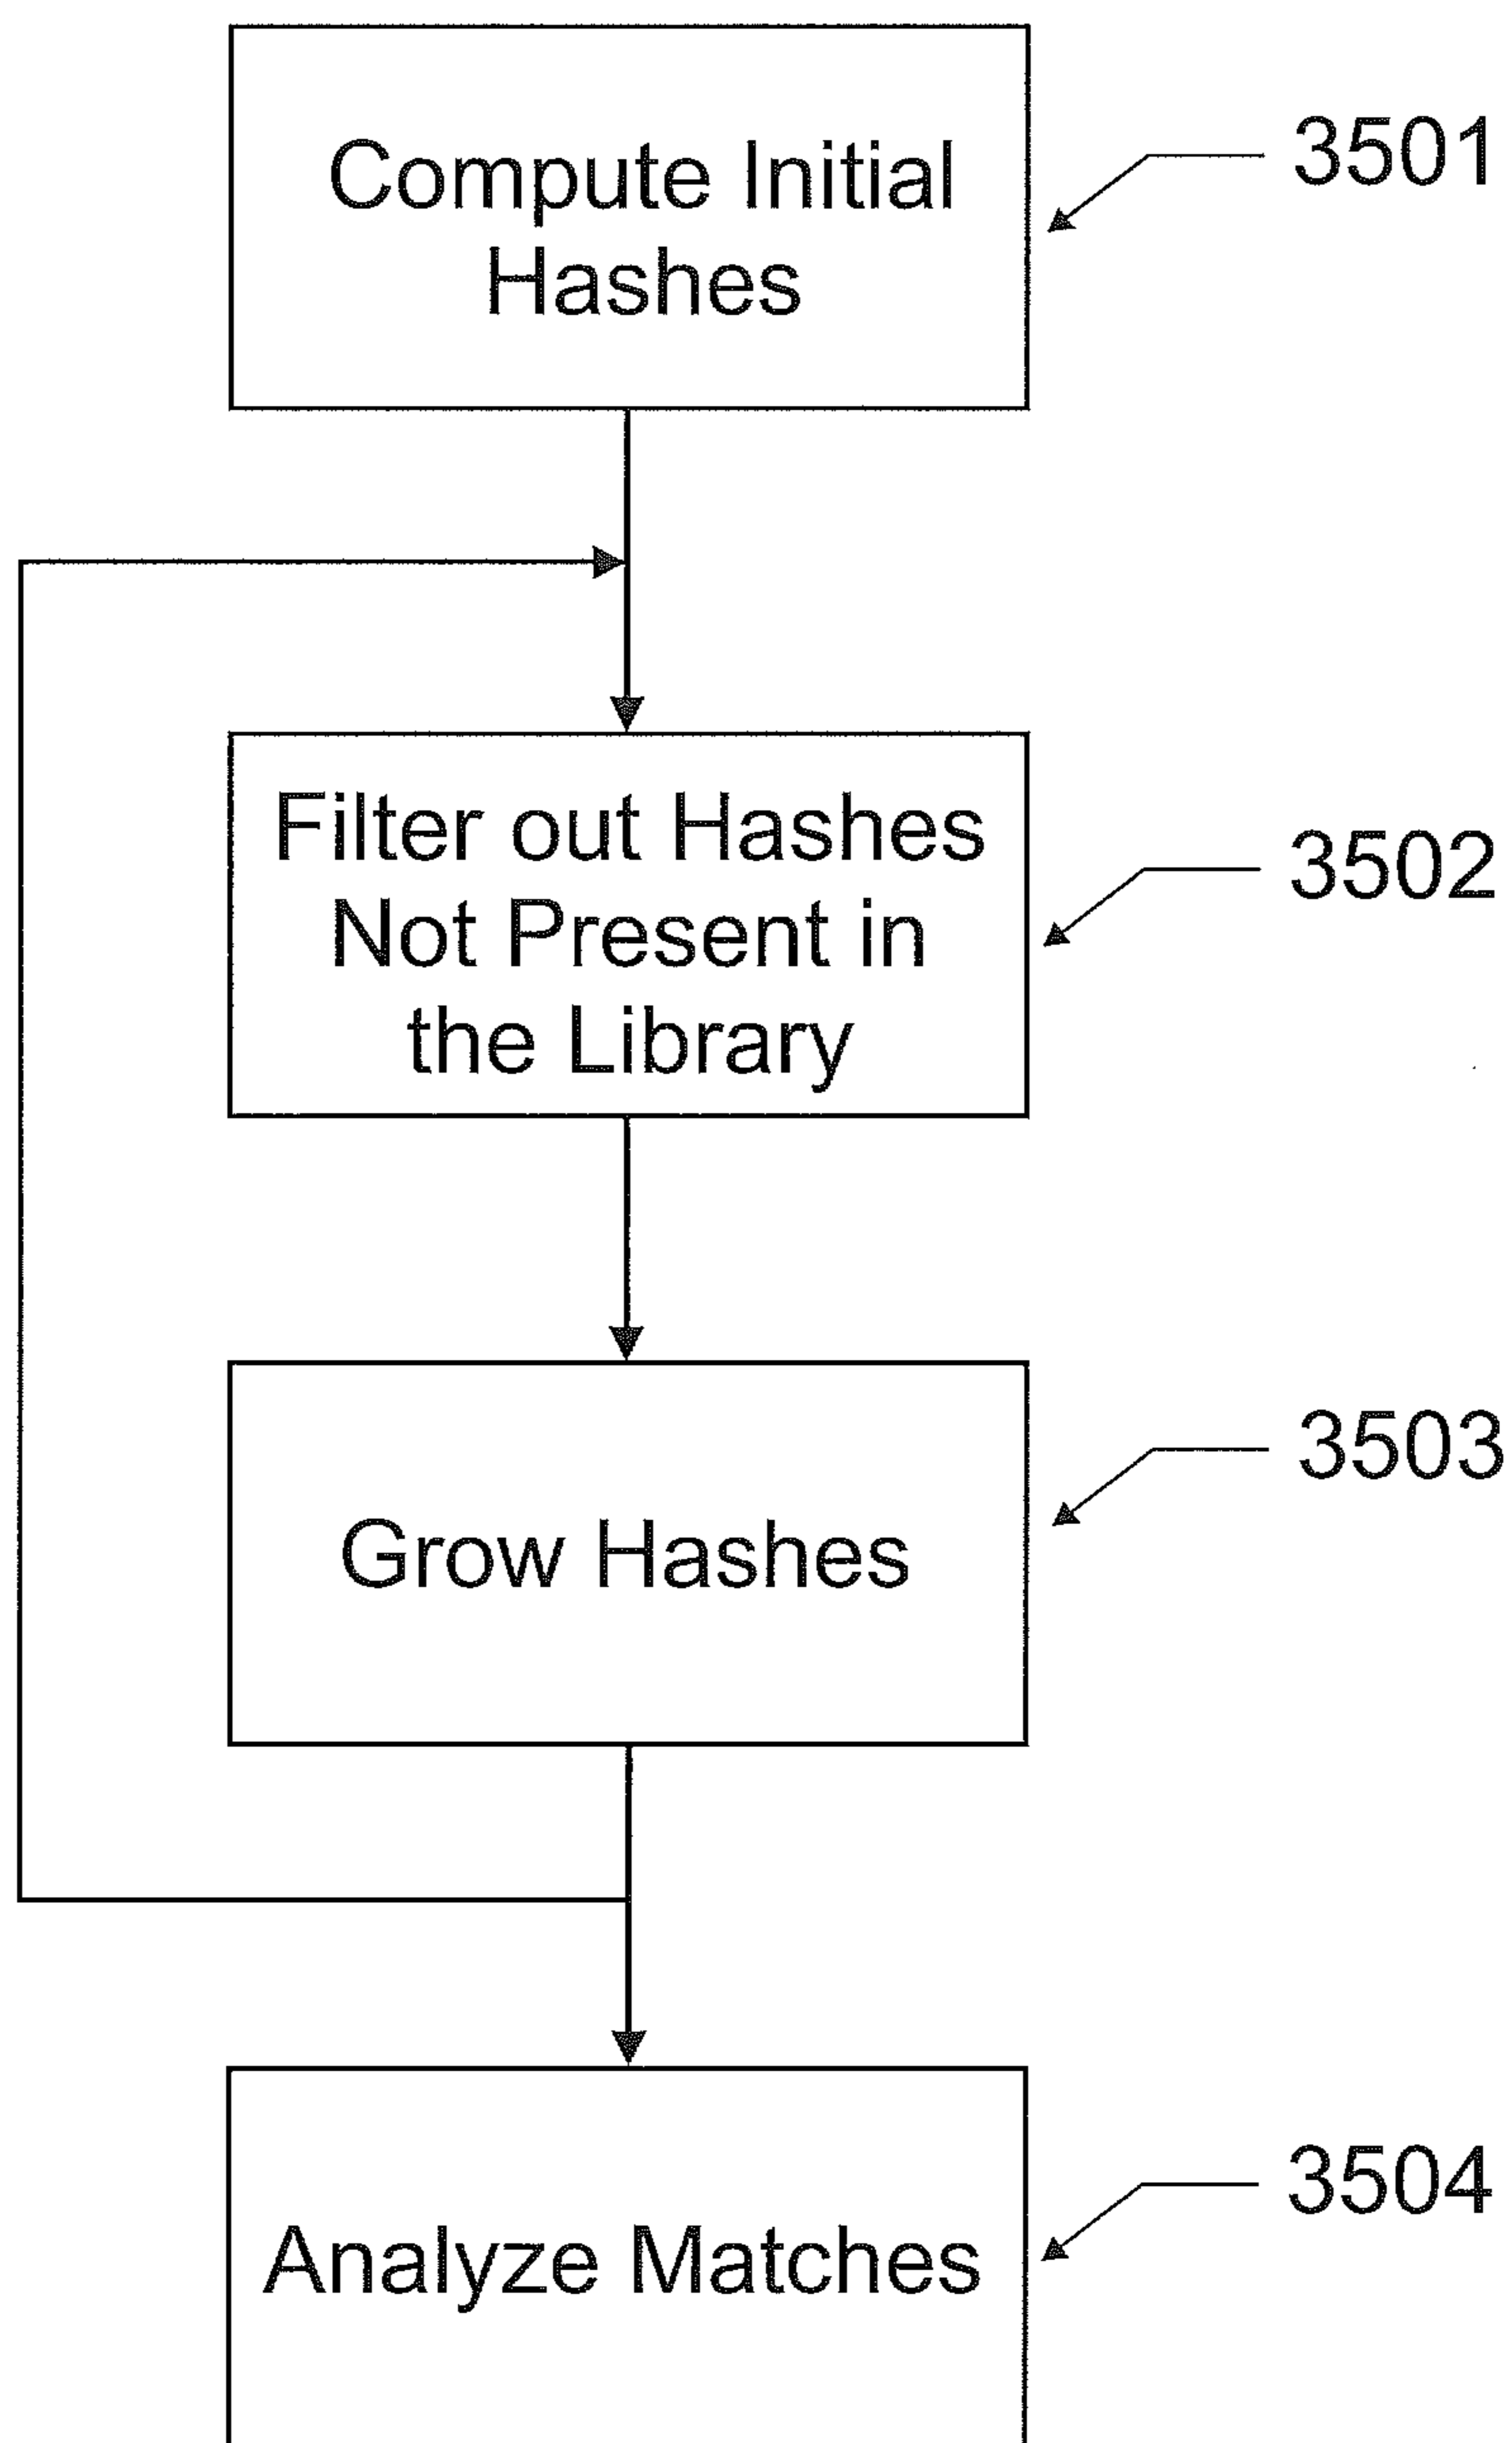 Compute Initial
Hashes
3501
Filter out Hashes
Not Present in
the Library
3502
Grow Hashes
3503
Analyze Matches
3504